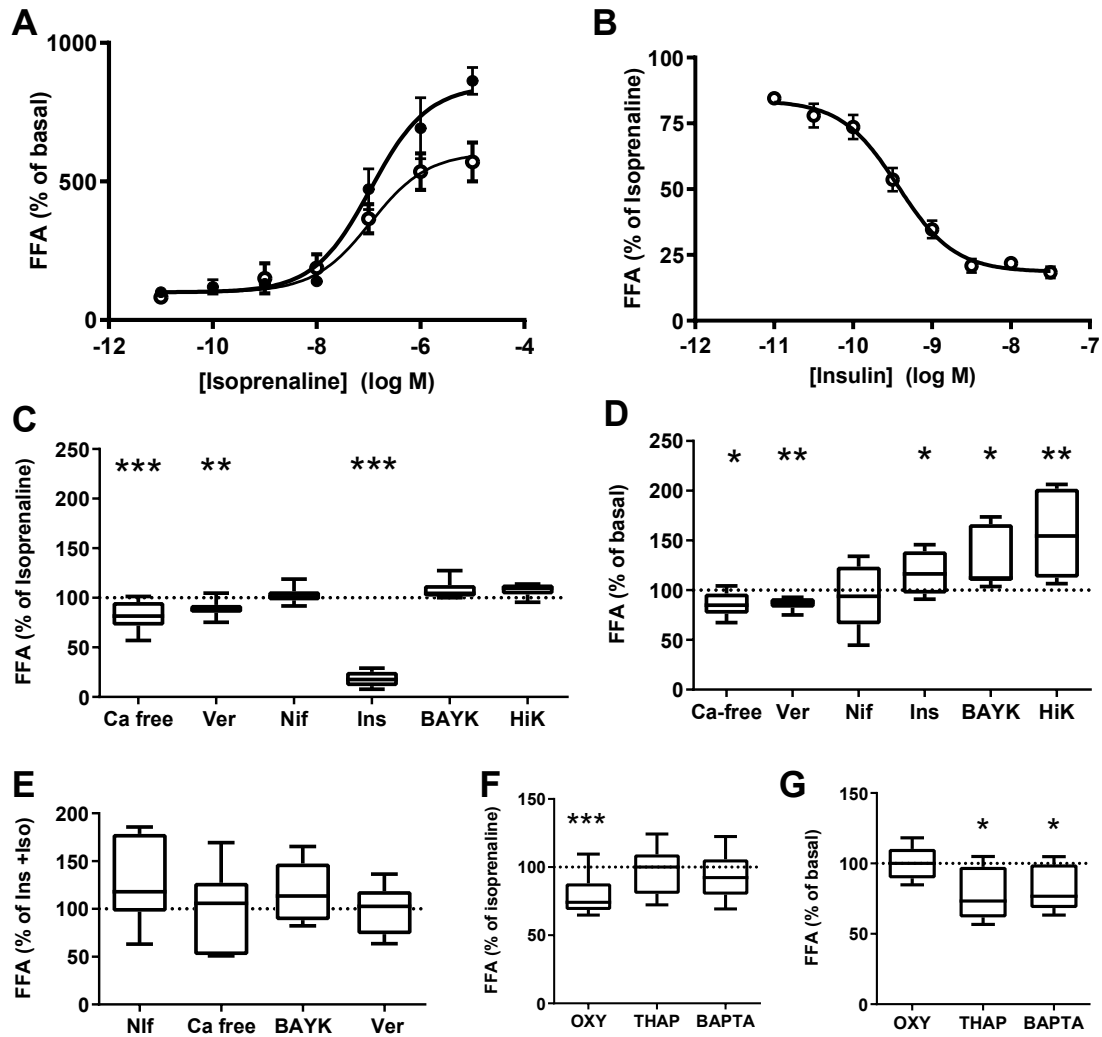 A
FFA (% of basal)
1000
500
0
-12
-10
-8
-6
-4
[Isoprenaline] (log M)
B
FFA (% of Isoprenaline)
100
75
50
25
0
-12
-11
-10
-9
-8
-7
[Insulin] (log M)
C
FFA (% of Isoprenaline)
250
200
150
100
50
0
***
**
***
Ca free
Ver
Nif
Ins
BAYK
HiK
D
FFA (% of basal)
250
200
150
100
50
0
*
**
*
*
**
Ca-free
Ver
Nif
Ins
BAYK
HiK
E
FFA (% of Ins +Iso)
200
150
100
50
0
NIf
Ca free
BAYK
Ver
F
FFA (% of isoprenaline)
150
100
50
0
***
OXY
THAP
BAPTA
G
FFA (% of basal)
150
100
50
0
*
*
OXY
THAP
BAPTA